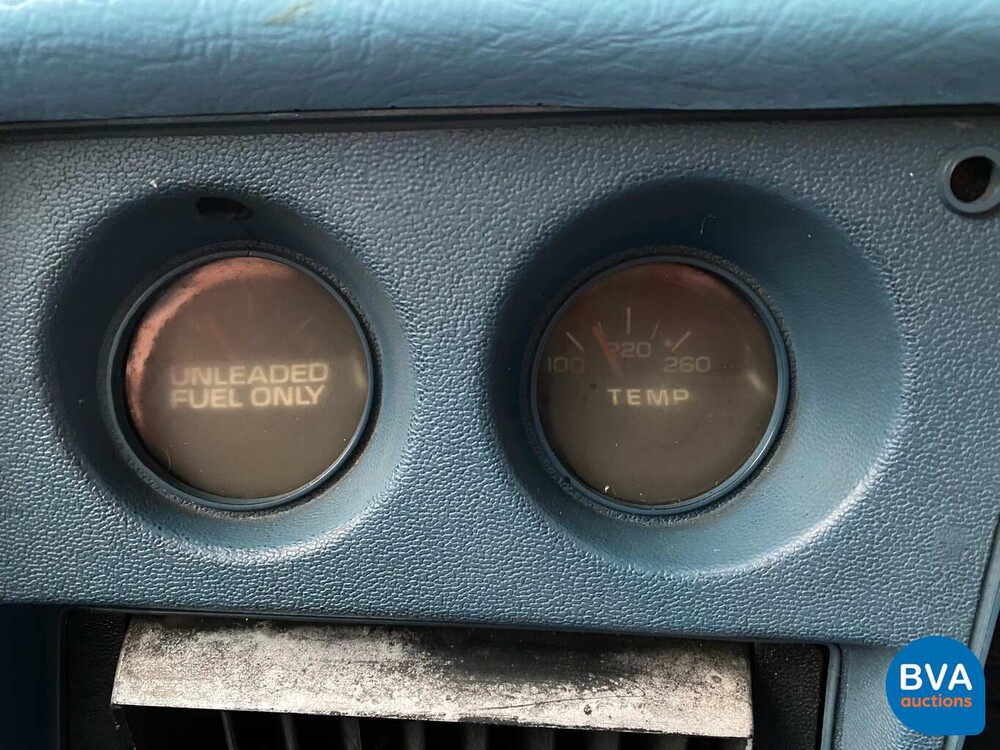 UNLEADED
FUEL ONLY
100 220 260
TEMP
BVA
auctions